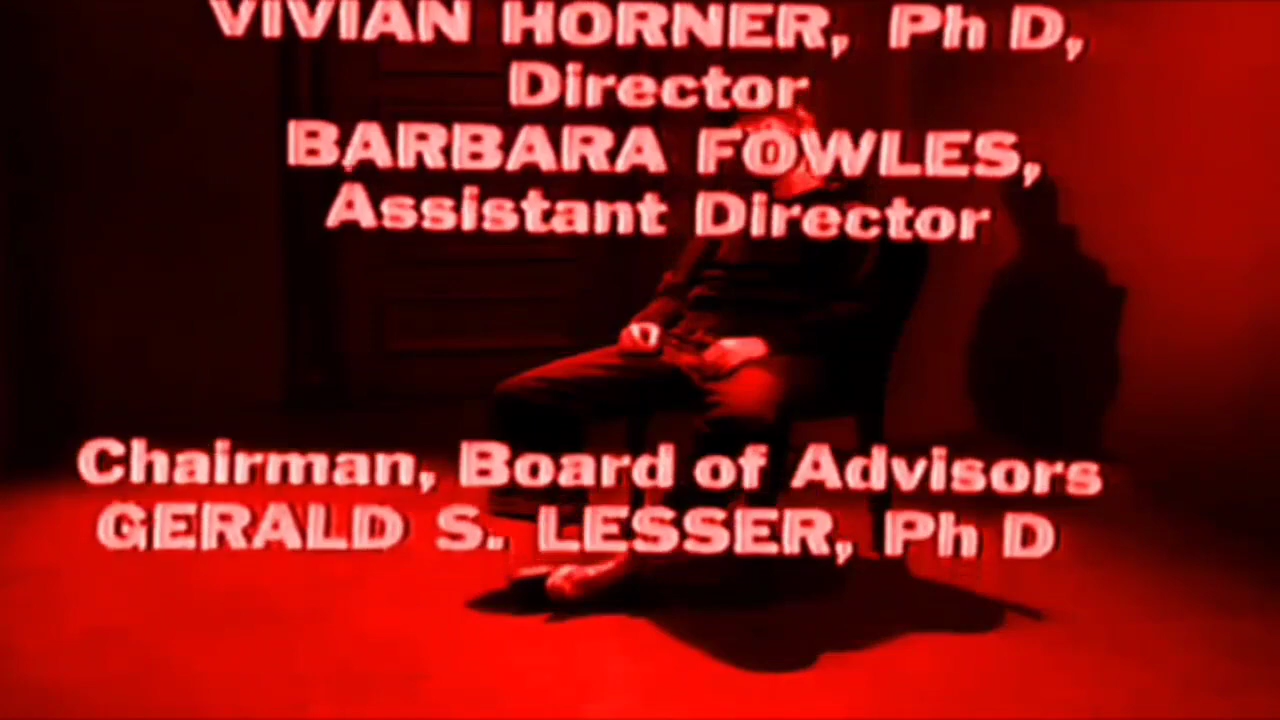 VIVIAN HORNER, Ph D,
Director
BARBARA FOWLES,
Assistant Director
Chairman, Board of Advisors
GERALD S. LESSER, Ph D